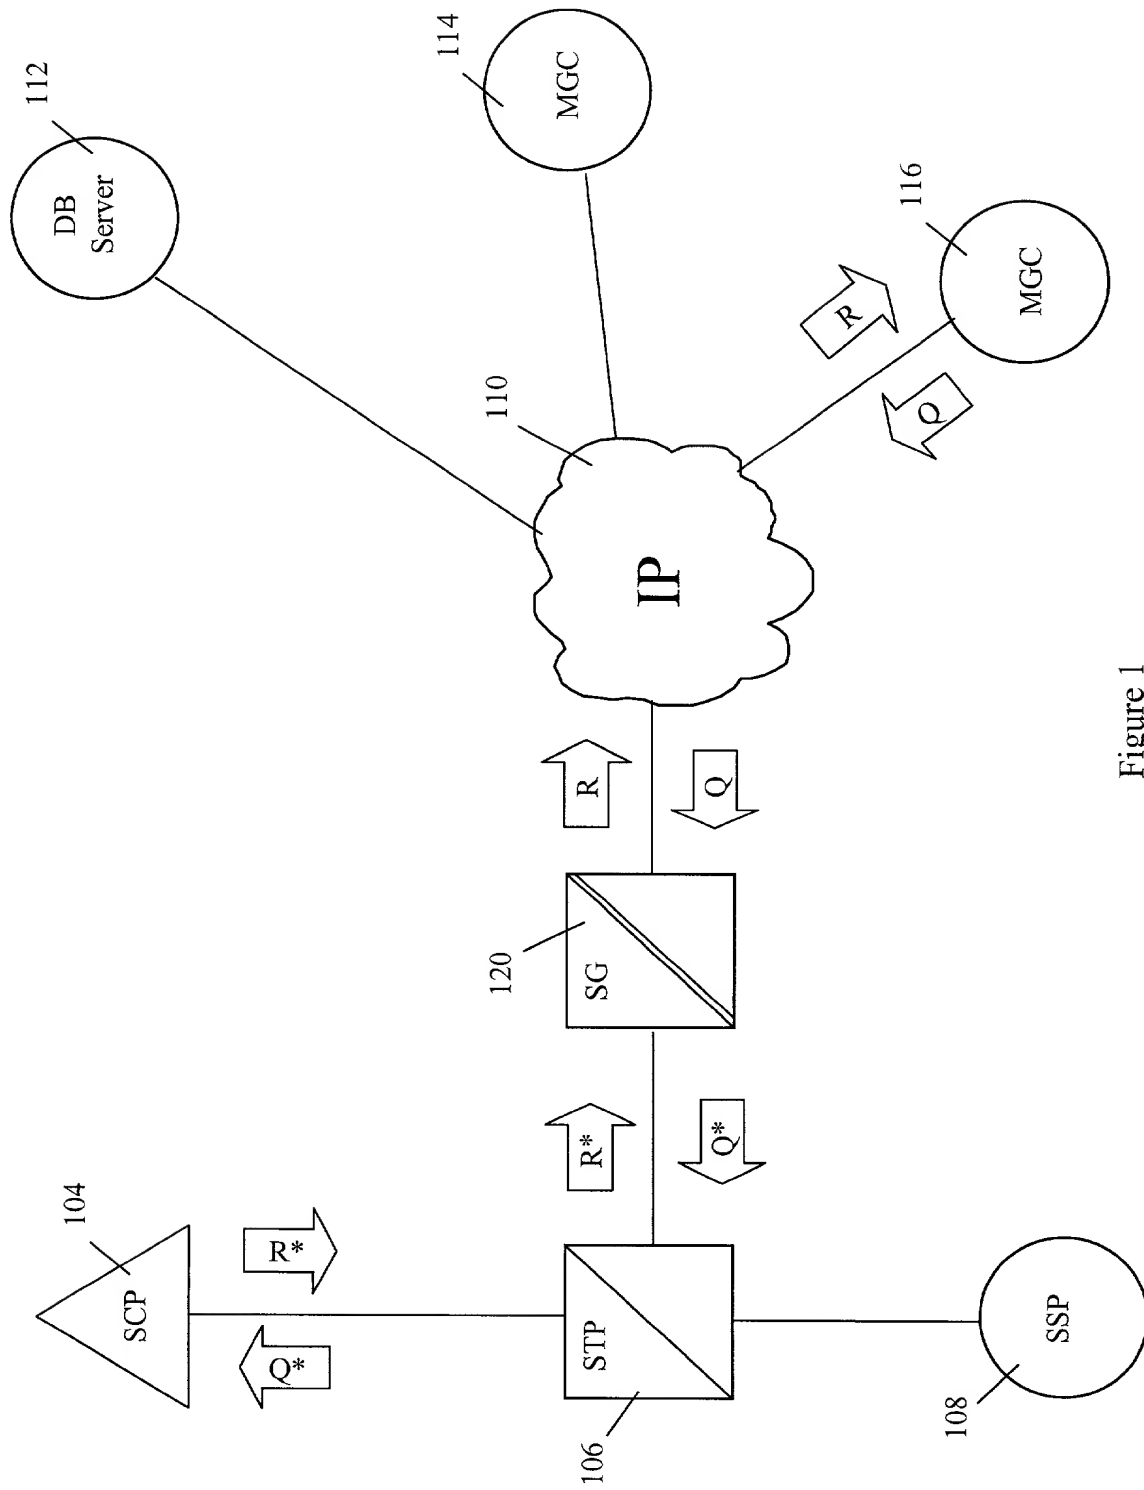 104
SCP
Q*
R*
106
STP
108
SSP
R*
Q*
120
SG
R
Q
110
IP
112
DB
Server
114
MGC
116
MGC
R
Q
Figure 1